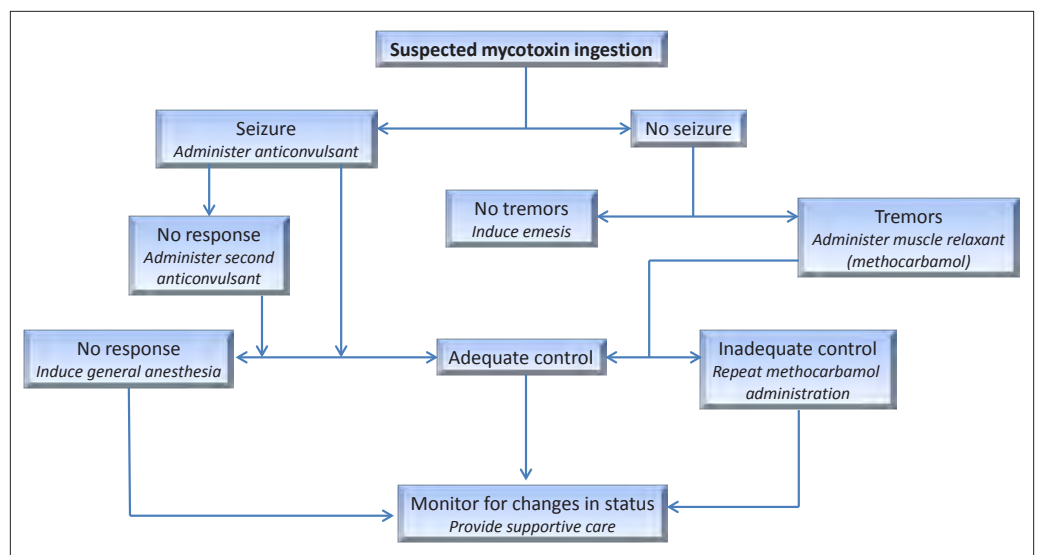 Suspected mycotoxin ingestion
Seizure
Administer anticonvulsant
No seizure
No tremors
Induce emesis
Tremors
Administer muscle relaxant
(methocarbamol)
No response
Administer second
anticonvulsant
No response
Induce general anesthesia
Adequate control
Inadequate control
Repeat methocarbamol
administration
Monitor for changes in status
Provide supportive care